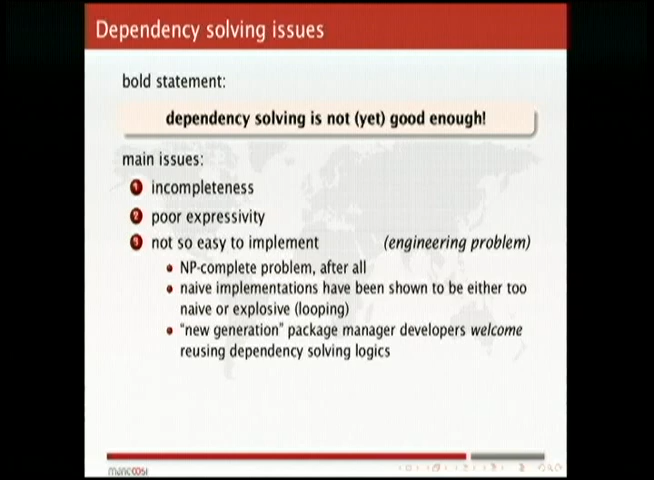 Dependency solving issues
bold statement:
dependency solving is not (yet) good enough!
main issues:
1 incompleteness
2 poor expressivity
3 not so easy to implement (engineering problem)
• NP-complete problem, after all
• naive implementations have been shown to be either too
naive or explosive (looping)
• "new generation" package manager developers welcome
reusing dependency solving logics
mancoosi